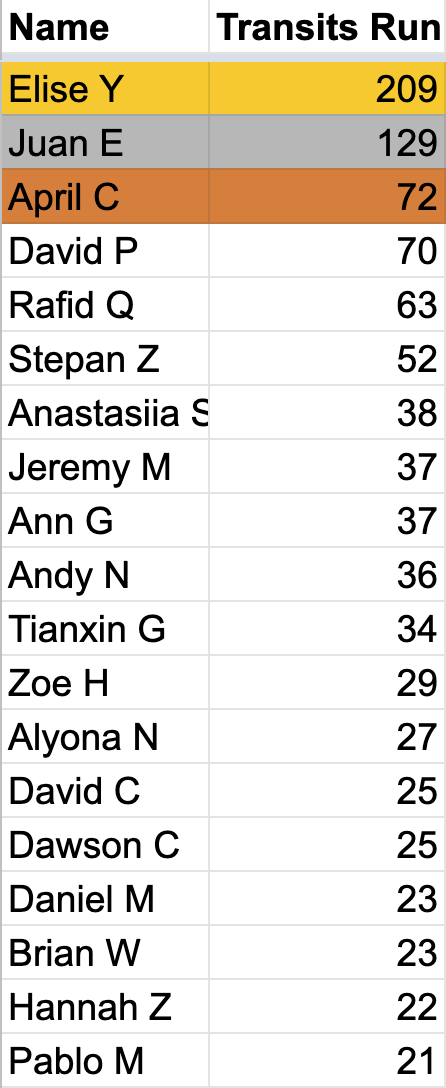 Name Transits Run
Elise Y 209
Juan E 129
April C 72
David P 70
Rafid Q 63
Stepan Z 52
Anastasiia S 38
Jeremy M 37
Ann G 37
Andy N 36
Tianxin G 34
Zoe H 29
Alyona N 27
David C 25
Dawson C 25
Daniel M 23
Brian W 23
Hannah Z 22
Pablo M 21